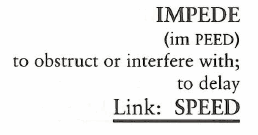 IMPEDE
(im PEED)
to obstruct or interfere with;
to delay
Link: SPEED